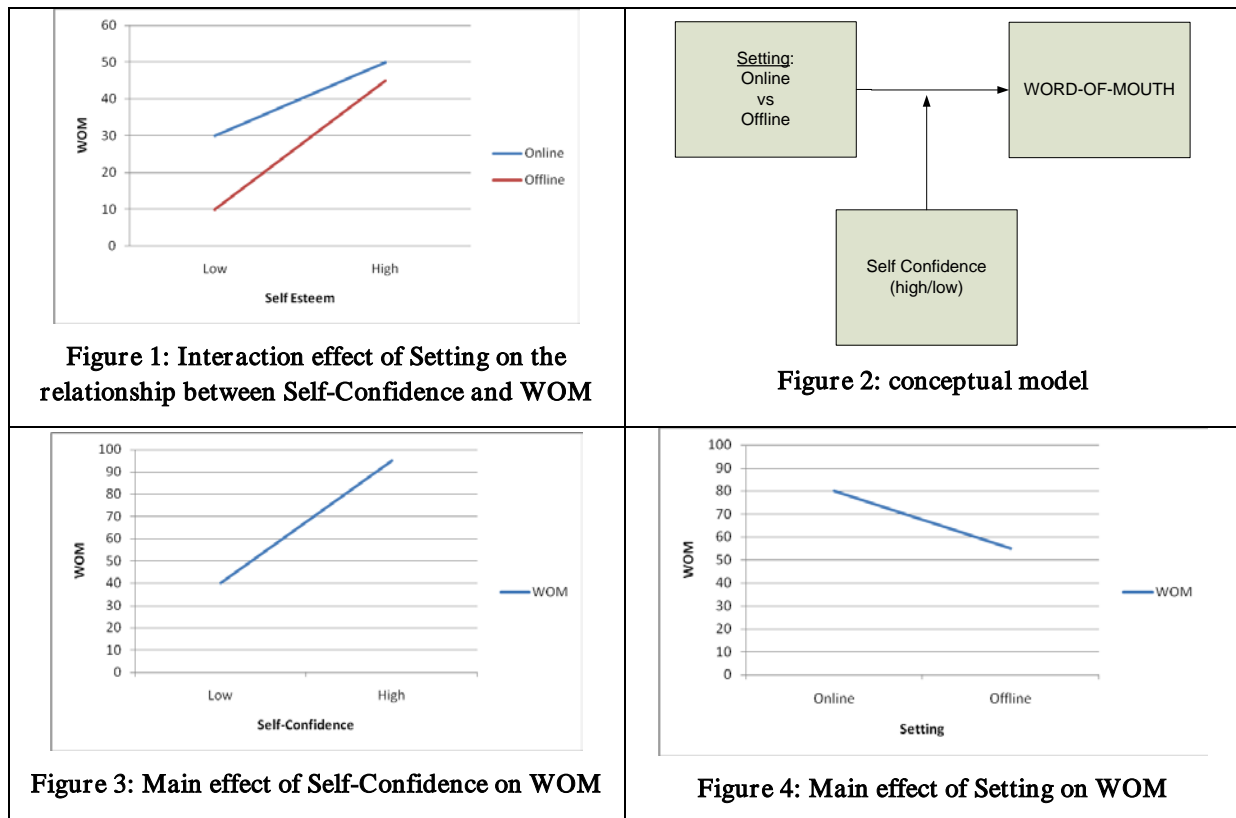 60
50
40
30
20
10
0
WOM
Low
High
Self Esteem
Online
Offline
Figure 1: Interaction effect of Setting on the
relationship between Self-Confidence and WOM
Setting:
Online
vs
Offline
WORD-OF-MOUTH
Self Confidence
(high/low)
Figure 2: conceptual model
100
90
80
70
60
50
40
30
20
10
0
WOM
Low
High
Self-Confidence
WOM
Figure 3: Main effect of Self-Confidence on WOM
100
90
80
70
60
50
40
30
20
10
0
WOM
Online
Offline
Setting
WOM
Figure 4: Main effect of Setting on WOM